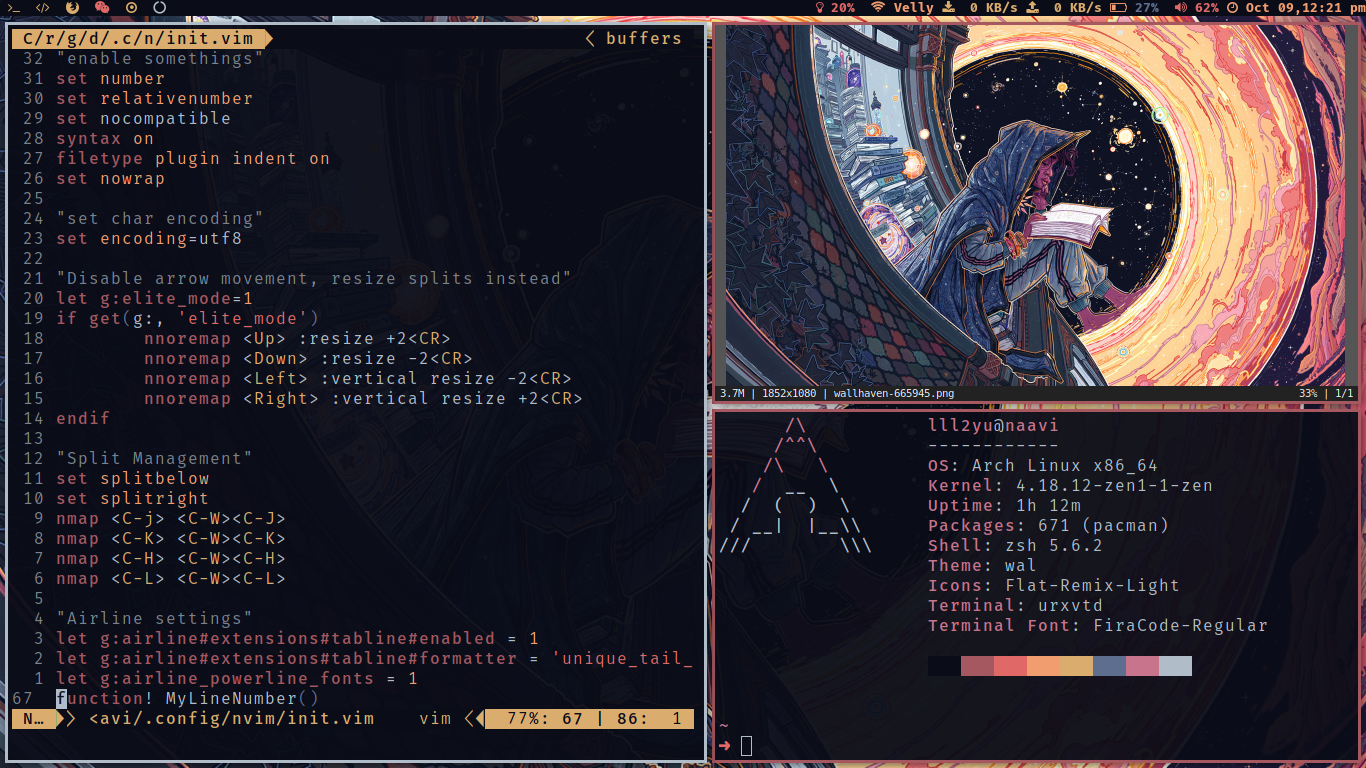 >_ </> 20% Velly 0 KB/s 0 KB/s 27% 62% Oct 09,12:21 pm
C/r/g/d/.c/n/init.vim buffers
32 "enable somethings"
31 set number
30 set relativenumber
29 set nocompatible
28 syntax on
27 filetype plugin indent on
26 set nowrap
25
24 "set char encoding"
23 set encoding=utf8
22
21 "Disable arrow movement, resize splits instead"
20 let g:elite_mode=1
19 if get(g:, 'elite_mode')
18 nnoremap <Up> :resize +2<CR>
17 nnoremap <Down> :resize -2<CR>
16 nnoremap <Left> :vertical resize -2<CR>
15 nnoremap <Right> :vertical resize +2<CR>
14 endif
13
12 "Split Management"
11 set splitbelow
10 set splitright
9 nmap <C-j> <C-W><C-J>
8 nmap <C-K> <C-W><C-K>
7 nmap <C-H> <C-W><C-H>
6 nmap <C-L> <C-W><C-L>
5
4 "Airline settings"
3 let g:airline#extensions#tabline#enabled = 1
2 let g:airline#extensions#tabline#formatter = 'unique_tail_
1 let g:airline_powerline_fonts = 1
67 function! MyLineNumber()
N… <avi/.config/nvim/init.vim vim 77%: 67 | 86: 1
3.7M | 1852x1080 | wallhaven-665945.png 33% | 1/1
lll2yu@naavi
------------
OS: Arch Linux x86_64
Kernel: 4.18.12-zen1-1-zen
Uptime: 1h 12m
Packages: 671 (pacman)
Shell: zsh 5.6.2
Theme: wal
Icons: Flat-Remix-Light
Terminal: urxvtd
Terminal Font: FiraCode-Regular
~
➜